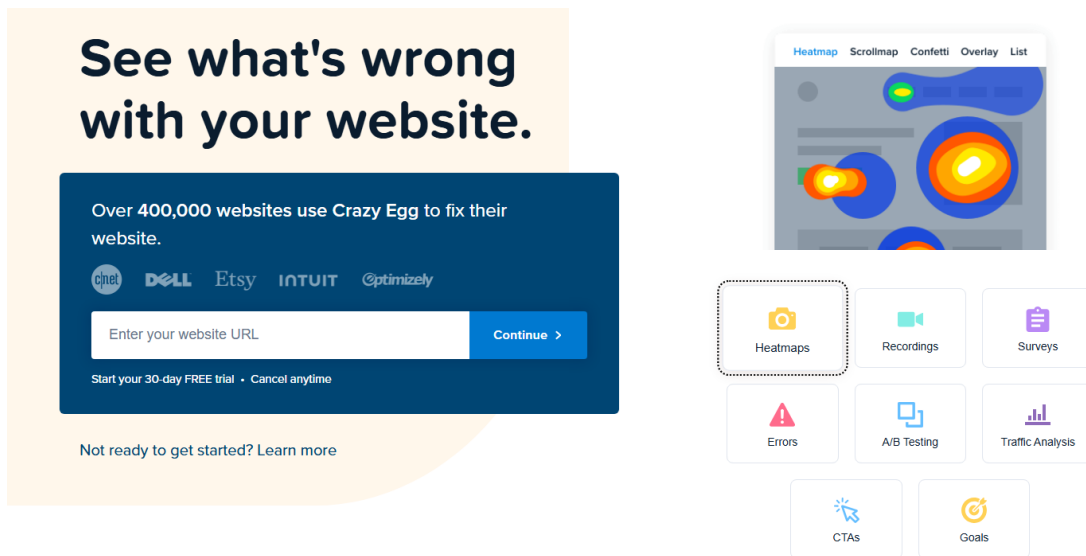 See what's wrong
with your website.
Over 400,000 websites use Crazy Egg to fix their
website.
c|net DELL Etsy INTUIT Optimizely
Enter your website URL
Continue >
Start your 30-day FREE trial • Cancel anytime
Not ready to get started? Learn more
Heatmap Scrollmap Confetti Overlay List
Heatmaps
Recordings
Surveys
Errors
A/B Testing
Traffic Analysis
CTAs
Goals